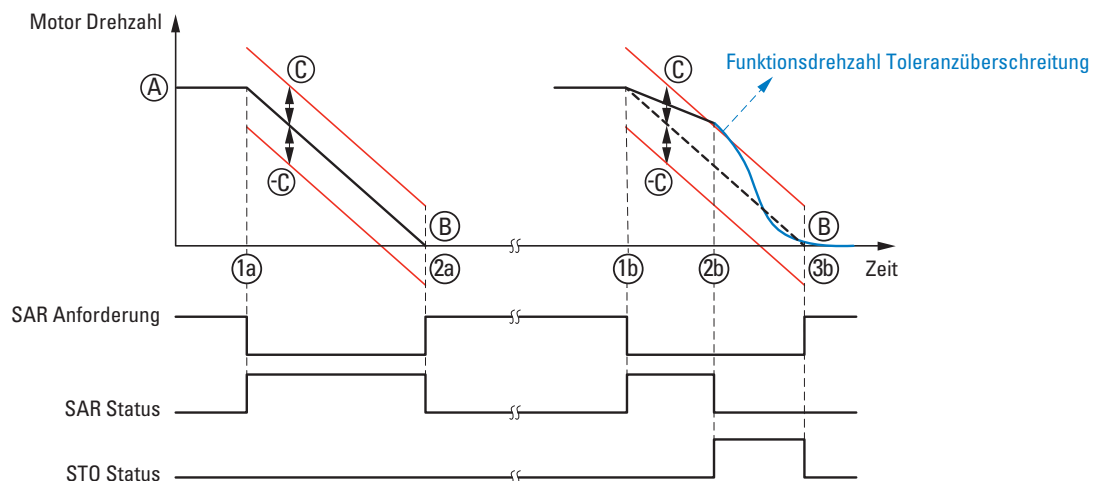 Motor Drehzahl
A
C
-C
B
C
-C
B
Funktionsdrehzahl Toleranzüberschreitung
1a
2a
1b
2b
3b
Zeit
SAR Anforderung
SAR Status
STO Status